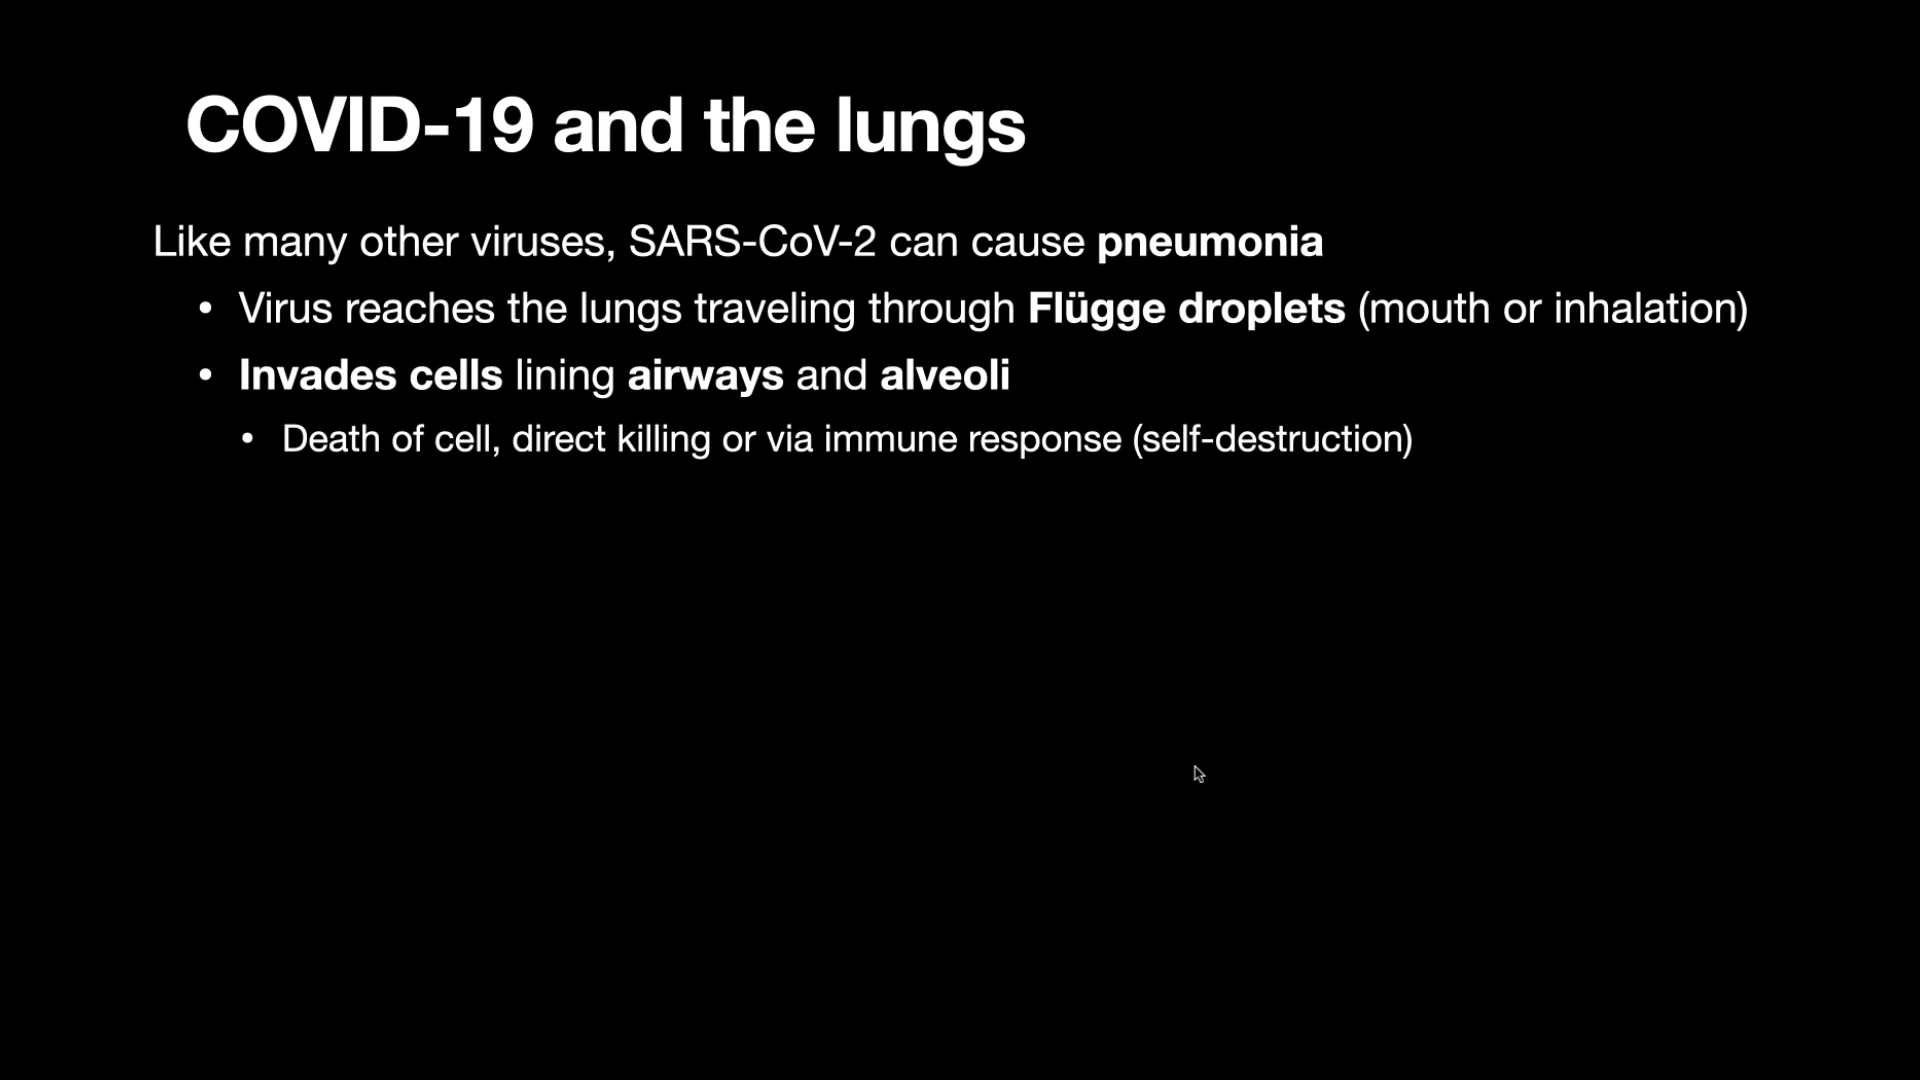 COVID-19 and the lungs
Like many other viruses, SARS-CoV-2 can cause pneumonia
• Virus reaches the lungs traveling through Flügge droplets (mouth or inhalation)
• Invades cells lining airways and alveoli
• Death of cell, direct killing or via immune response (self-destruction)